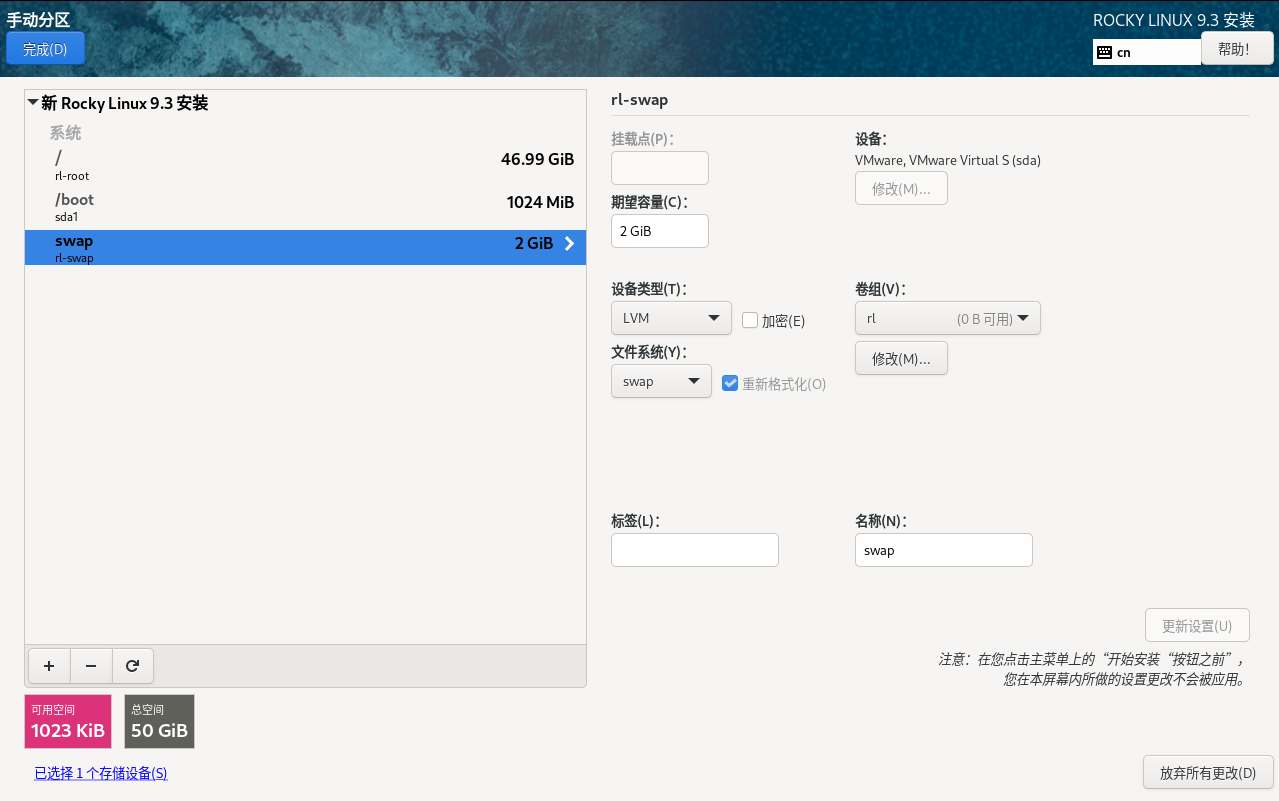 手动分区
完成(D)
ROCKY LINUX 9.3 安装
cn
帮助！
新 Rocky Linux 9.3 安装
系统
/
46.99 GiB
rl-root
/boot
1024 MiB
sda1
swap
2 GiB
rl-swap
可用空间
1023 KiB
总空间
50 GiB
已选择 1 个存储设备(S)
rl-swap
挂载点(P)：
设备：
VMware, VMware Virtual S (sda)
修改(M)...
期望容量(C)：
2 GiB
设备类型(T)：
LVM
加密(E)
卷组(V)：
rl (0 B 可用)
修改(M)...
文件系统(Y)：
swap
重新格式化(O)
标签(L)：
名称(N)：
swap
更新设置(U)
注意：在您点击主菜单上的“开始安装“按钮之前”，
您在本屏幕内所做的设置更改不会被应用。
放弃所有更改(D)